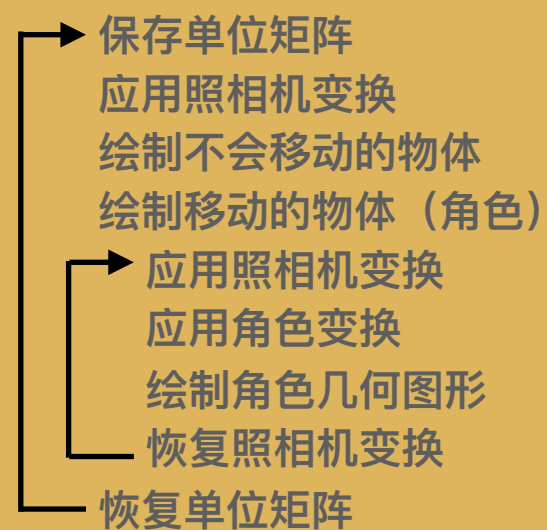 保存单位矩阵
应用照相机变换
绘制不会移动的物体
绘制移动的物体（角色）
应用照相机变换
应用角色变换
绘制角色几何图形
恢复照相机变换
恢复单位矩阵